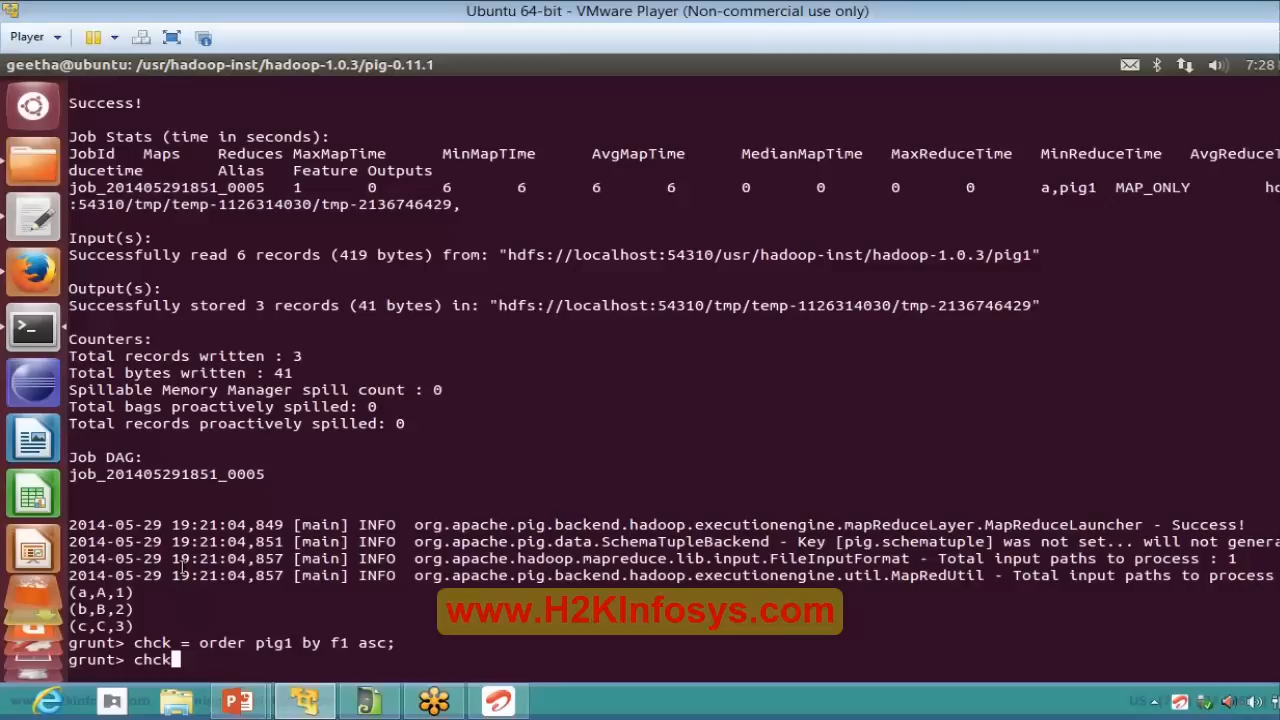 Ubuntu 64-bit - VMware Player (Non-commercial use only)
Player
geetha@ubuntu: /usr/hadoop-inst/hadoop-1.0.3/pig-0.11.1
7:28
Success!
Job Stats (time in seconds):
JobId Maps Reduces MaxMapTime MinMapTIme AvgMapTime MedianMapTime MaxReduceTime MinReduceTime AvgReduceT
ducetime Alias Feature Outputs
job_201405291851_0005 1 0 6 6 6 6 0 0 0 0 a,pig1 MAP_ONLY hd
:54310/tmp/temp-1126314030/tmp-2136746429,
Input(s):
Successfully read 6 records (419 bytes) from: "hdfs://localhost:54310/usr/hadoop-inst/hadoop-1.0.3/pig1"
Output(s):
Successfully stored 3 records (41 bytes) in: "hdfs://localhost:54310/tmp/temp-1126314030/tmp-2136746429"
Counters:
Total records written : 3
Total bytes written : 41
Spillable Memory Manager spill count : 0
Total bags proactively spilled: 0
Total records proactively spilled: 0
Job DAG:
job_201405291851_0005
2014-05-29 19:21:04,849 [main] INFO org.apache.pig.backend.hadoop.executionengine.mapReduceLayer.MapReduceLauncher - Success!
2014-05-29 19:21:04,851 [main] INFO org.apache.pig.data.SchemaTupleBackend - Key [pig.schematuple] was not set... will not genera
2014-05-29 19:21:04,857 [main] INFO org.apache.hadoop.mapreduce.lib.input.FileInputFormat - Total input paths to process : 1
2014-05-29 19:21:04,857 [main] INFO org.apache.pig.backend.hadoop.executionengine.util.MapRedUtil - Total input paths to process
(a,A,1)
(b,B,2)
(c,C,3)
www.H2KInfosys.com
grunt> chck = order pig1 by f1 asc;
grunt> chck